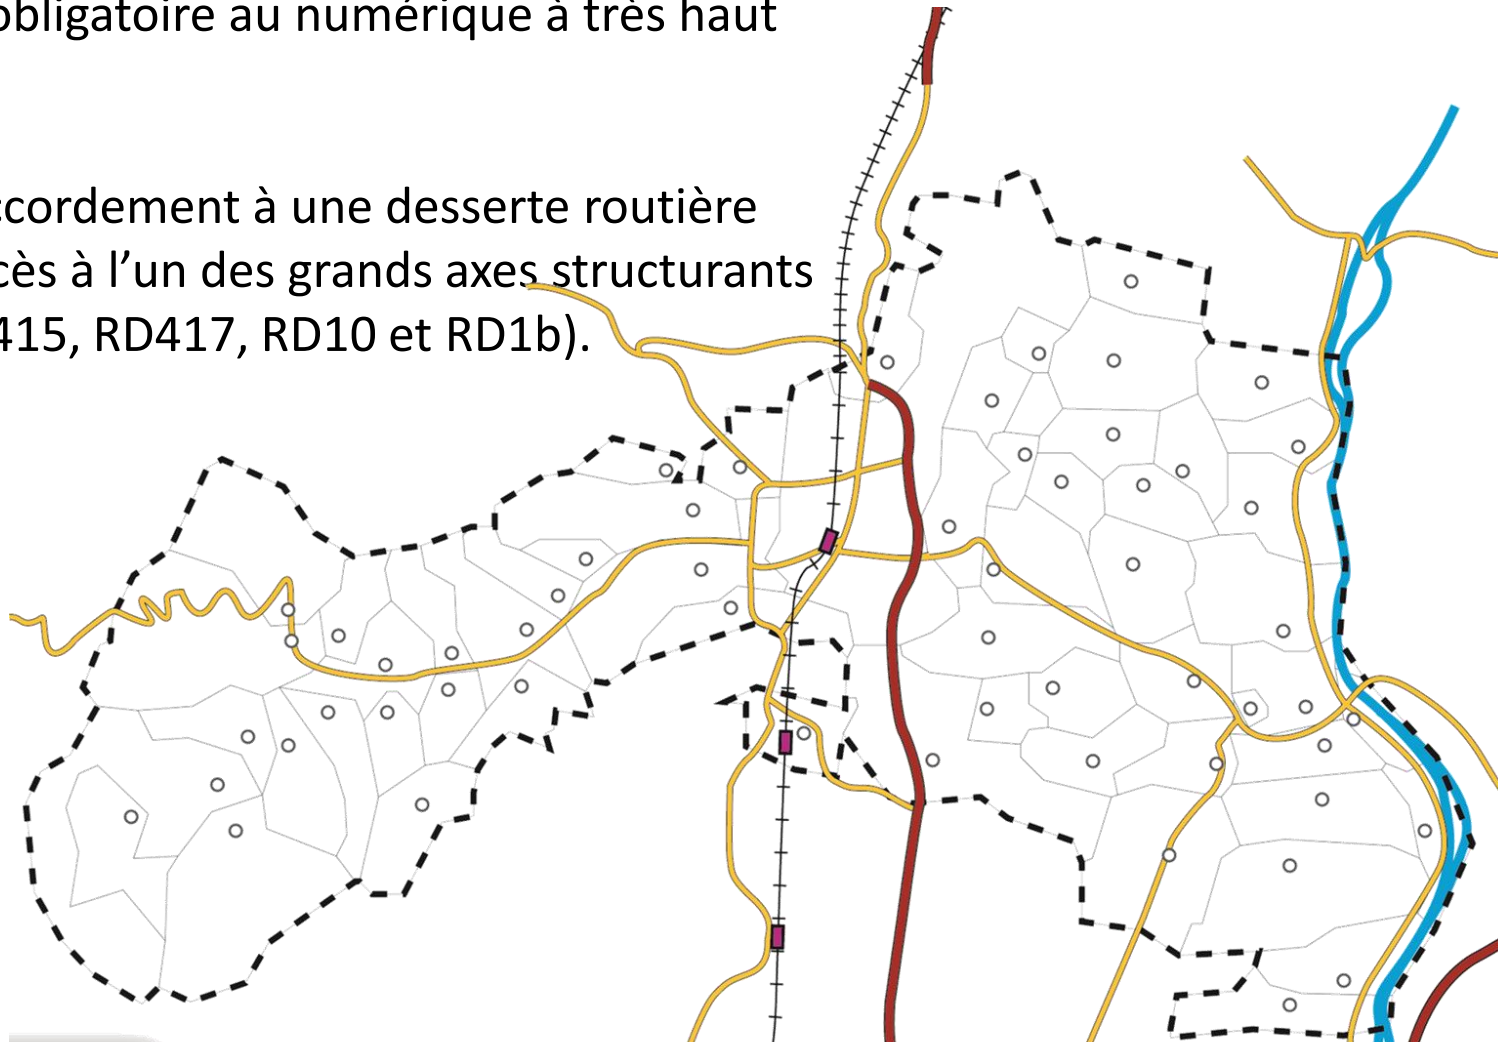 obligatoire au numérique à très haut
ccordement à une desserte routière
cès à l’un des grands axes structurants
415, RD417, RD10 et RD1b).